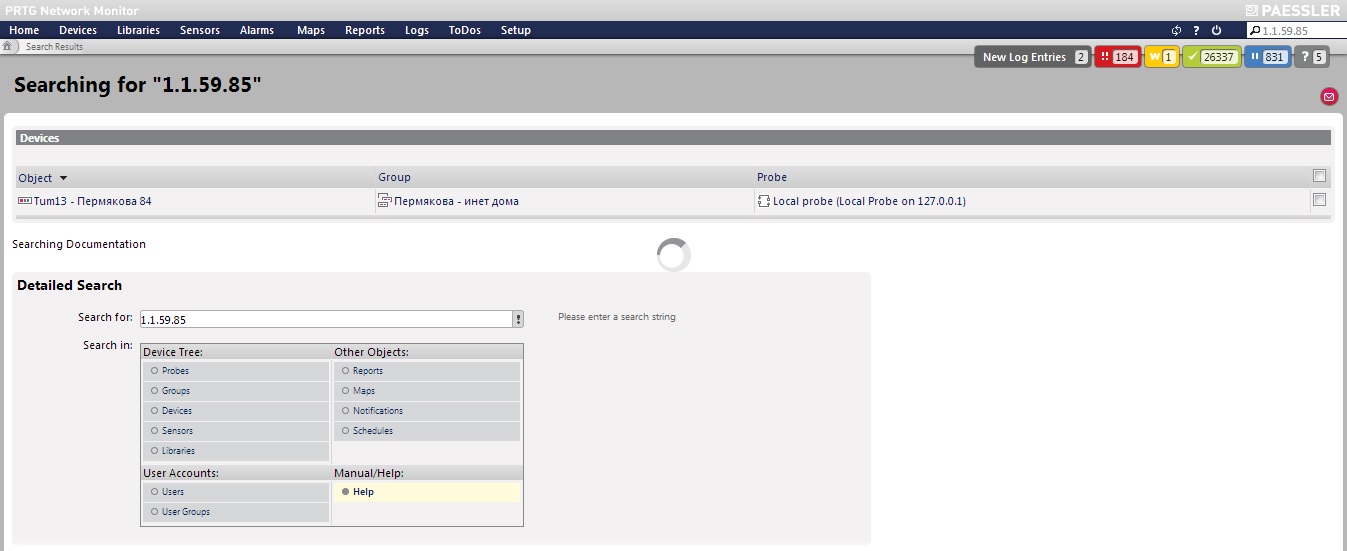 PRTG Network Monitor
PAESSLER
Home Devices Libraries Sensors Alarms Maps Reports Logs ToDos Setup ? 1.1.59.85
Search Results
New Log Entries 2 184 W 1 26337 831 ? 5
Searching for "1.1.59.85"
Devices
Object Group Probe
Tum13 - Пермякова 84 Пермякова - инет дома Local probe (Local Probe on 127.0.0.1)
Searching Documentation
Detailed Search
Search for: 1.1.59.85 Please enter a search string
Search in:
Device Tree: Other Objects:
Probes Reports
Groups Maps
Devices Notifications
Sensors Schedules
Libraries
User Accounts: Manual/Help:
Users Help
User Groups